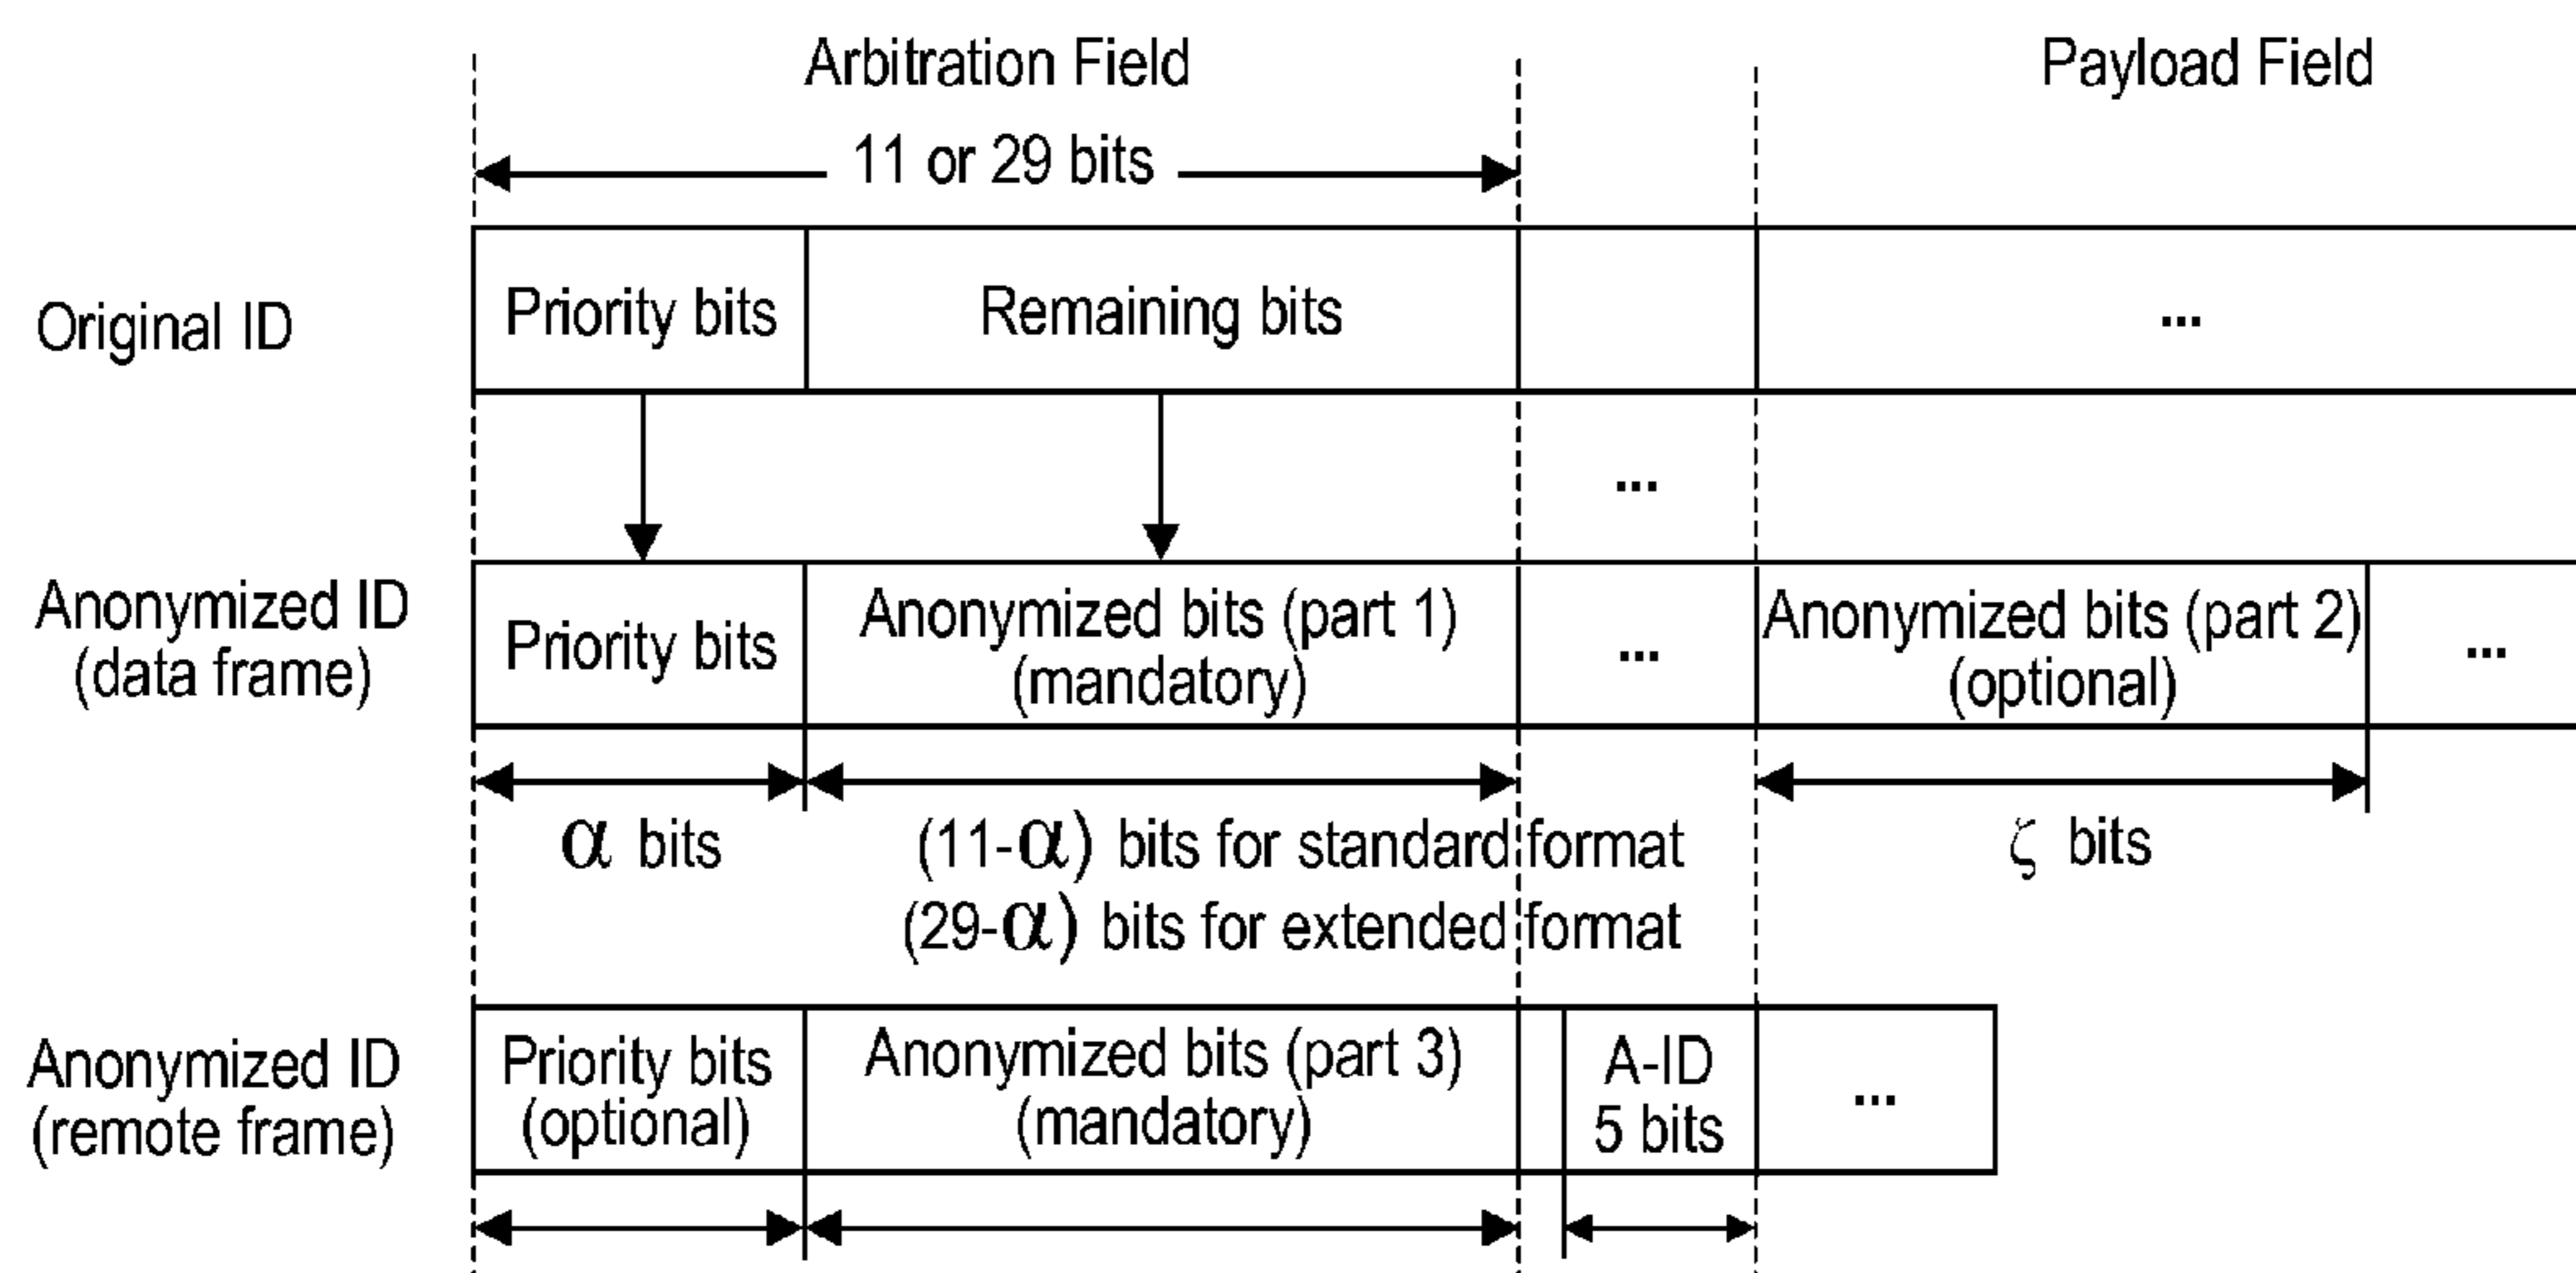 Arbitration Field
Payload Field
11 or 29 bits
Original ID
Priority bits
Remaining bits
...
...
Anonymized ID
(data frame)
Priority bits
Anonymized bits (part 1)
(mandatory)
...
Anonymized bits (part 2)
(optional)
...
α bits
(11-α) bits for standard format
(29-α) bits for extended format
ζ bits
Anonymized ID
(remote frame)
Priority bits
(optional)
Anonymized bits (part 3)
(mandatory)
A-ID
5 bits
...